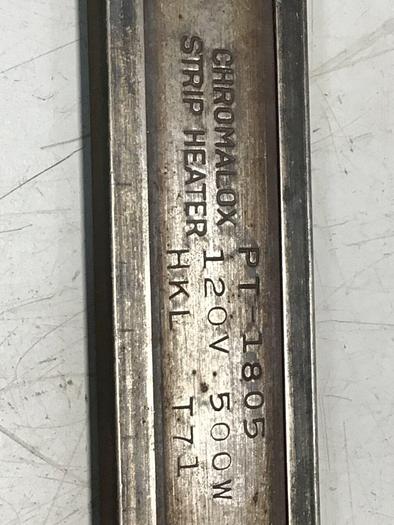 PT-1805
CHROMALOX 120V 500W
STRIP HEATER HKL T71